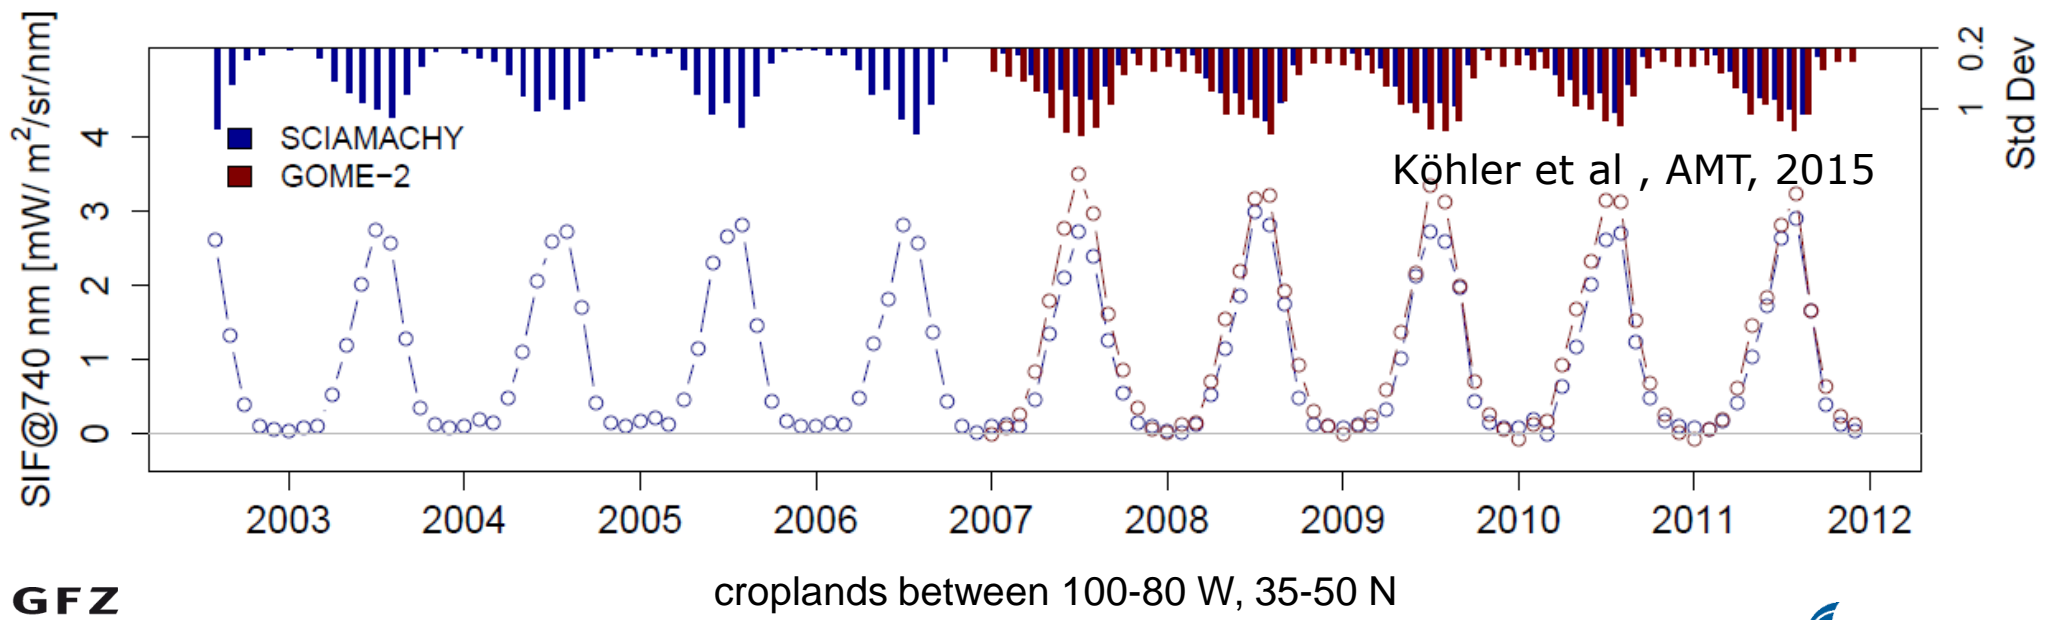 SIF@740 nm [mW/ m²/sr/nm]
4
3
2
1
0
SCIAMACHY
GOME−2
Köhler et al , AMT, 2015
0.2
1
Std Dev
2003 2004 2005 2006 2007 2008 2009 2010 2011 2012
croplands between 100-80 W, 35-50 N
GFZ